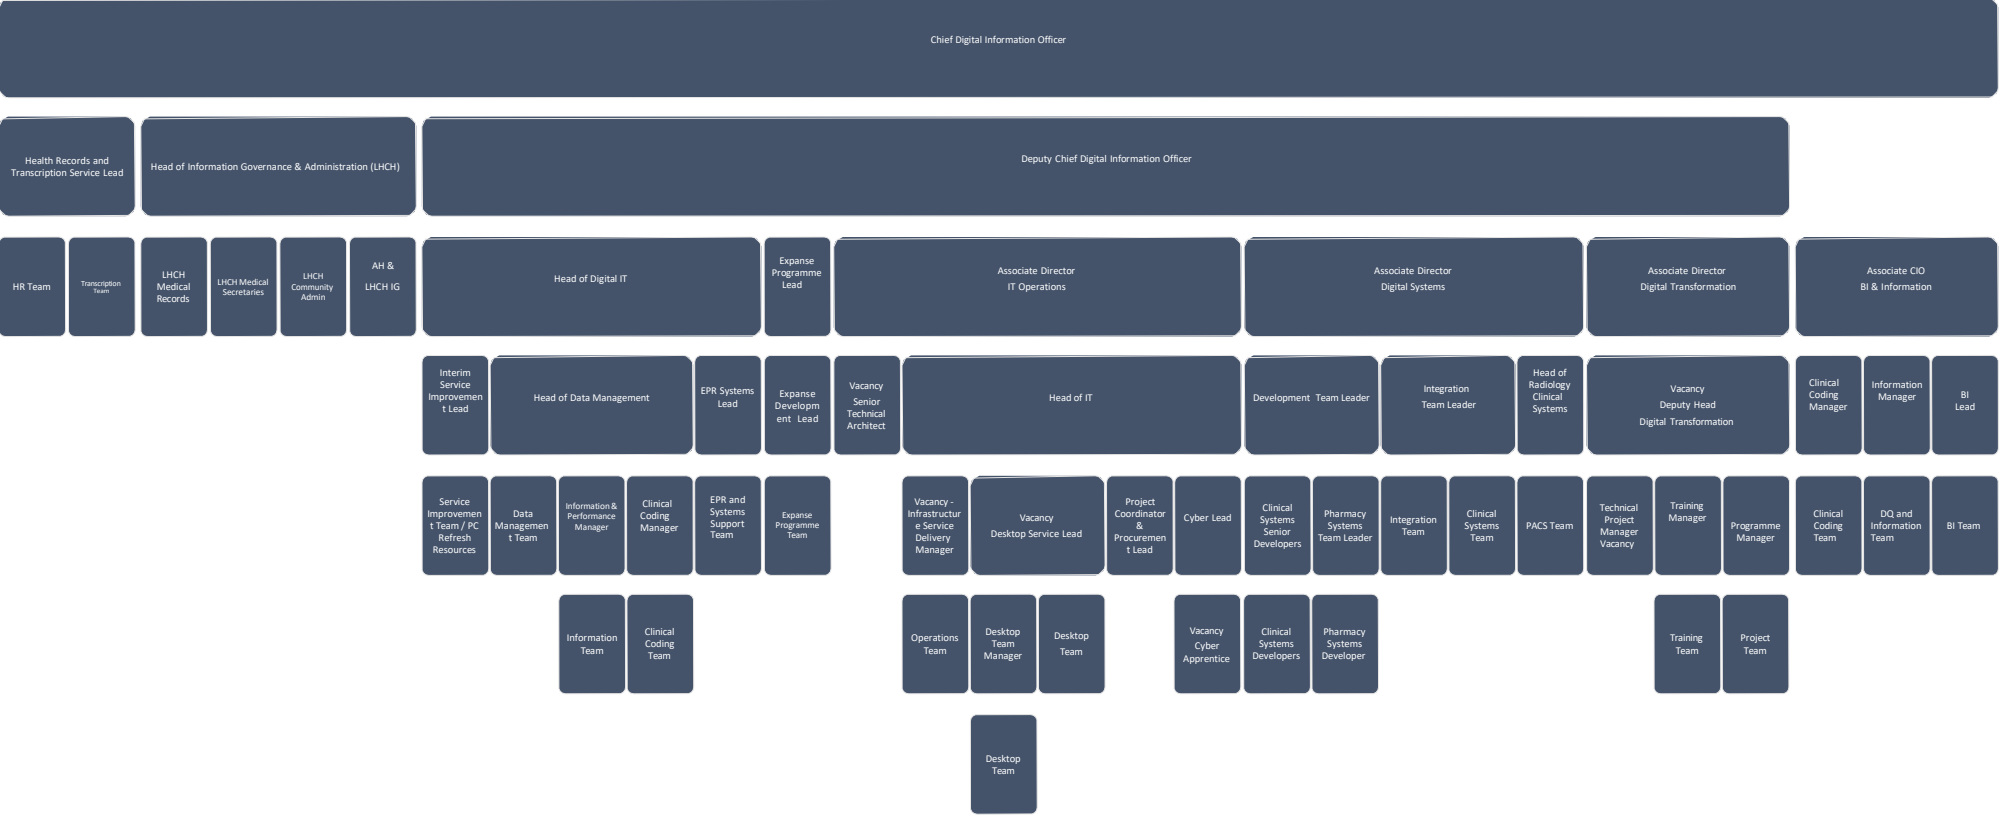 Chief Digital Information Officer
Health Records and
Transcription Service Lead
Head of Information Governance & Administration (LHCH)
Deputy Chief Digital Information Officer
HR Team
Transcription
Team
LHCH
Medical
Records
LHCH Medical
Secretaries
LHCH
Community
Admin
AH &
LHCH IG
Head of Digital IT
Expanse
Programme
Lead
Associate Director
IT Operations
Associate Director
Digital Systems
Associate Director
Digital Transformation
Associate CIO
BI & Information
Interim
Service
Improvemen
t Lead
Head of Data Management
EPR Systems
Lead
Expanse
Developm
ent Lead
Vacancy
Senior
Technical
Architect
Head of IT
Development Team Leader
Integration
Team Leader
Head of
Radiology
Clinical
Systems
Vacancy
Deputy Head
Digital Transformation
Clinical
Coding
Manager
Information
Manager
BI
Lead
Service
Improvemen
t Team / PC
Refresh
Resources
Data
Managemen
t Team
Information &
Performance
Manager
Clinical
Coding
Manager
EPR and
Systems
Support
Team
Expanse
Programme
Team
Vacancy -
Infrastructur
e Service
Delivery
Manager
Vacancy
Desktop Service Lead
Project
Coordinator
&
Procuremen
t Lead
Cyber Lead
Clinical
Systems
Senior
Developers
Pharmacy
Systems
Team Leader
Integration
Team
Clinical
Systems
Team
PACS Team
Technical
Project
Manager
Vacancy
Training
Manager
Programme
Manager
Clinical
Coding
Team
DQ and
Information
Team
BI Team
Information
Team
Clinical
Coding
Team
Operations
Team
Desktop
Team
Manager
Desktop
Team
Vacancy
Cyber
Apprentice
Clinical
Systems
Developers
Pharmacy
Systems
Developer
Training
Team
Project
Team
Desktop
Team